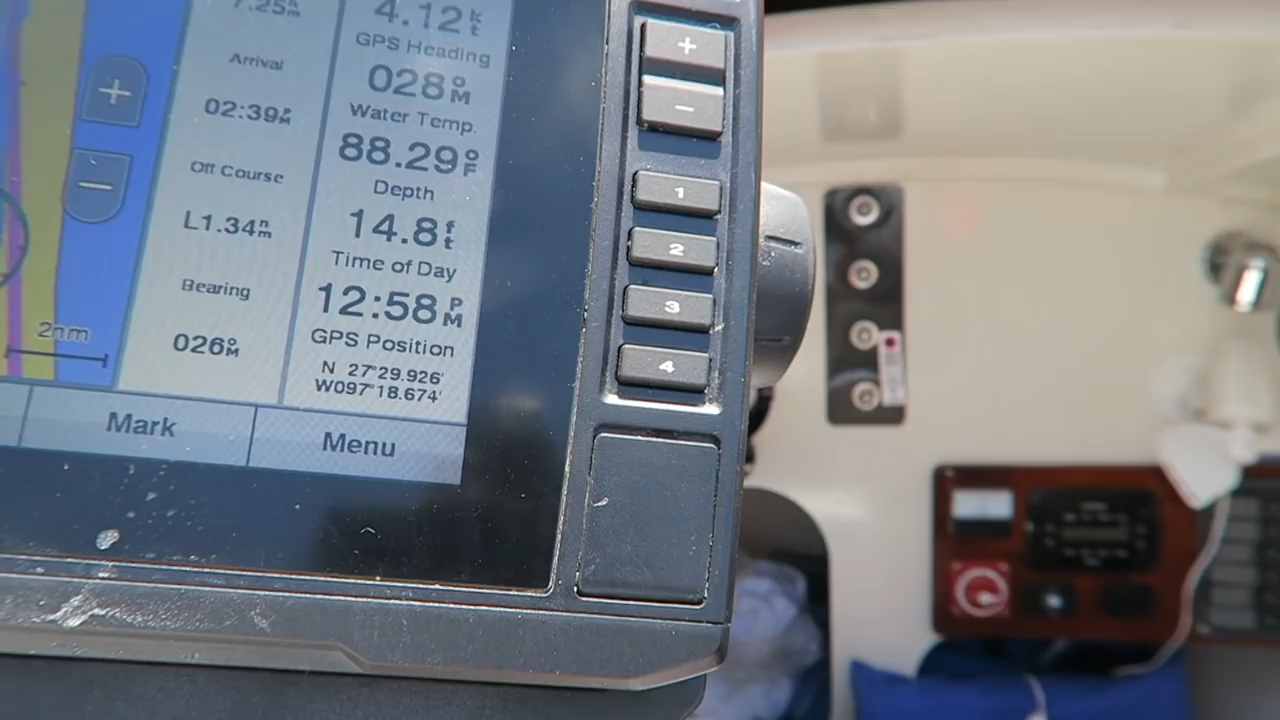 7.25nm
Arrival
02:39PM
Off Course
L1.34nm
Bearing
026°M
4.12kt
GPS Heading
028°M
Water Temp.
88.29°F
Depth
14.8ft
Time of Day
12:58PM
GPS Position
N 27°29.926'
W097°18.674'
+
−
2nm
Mark
Menu
+
−
1
2
3
4